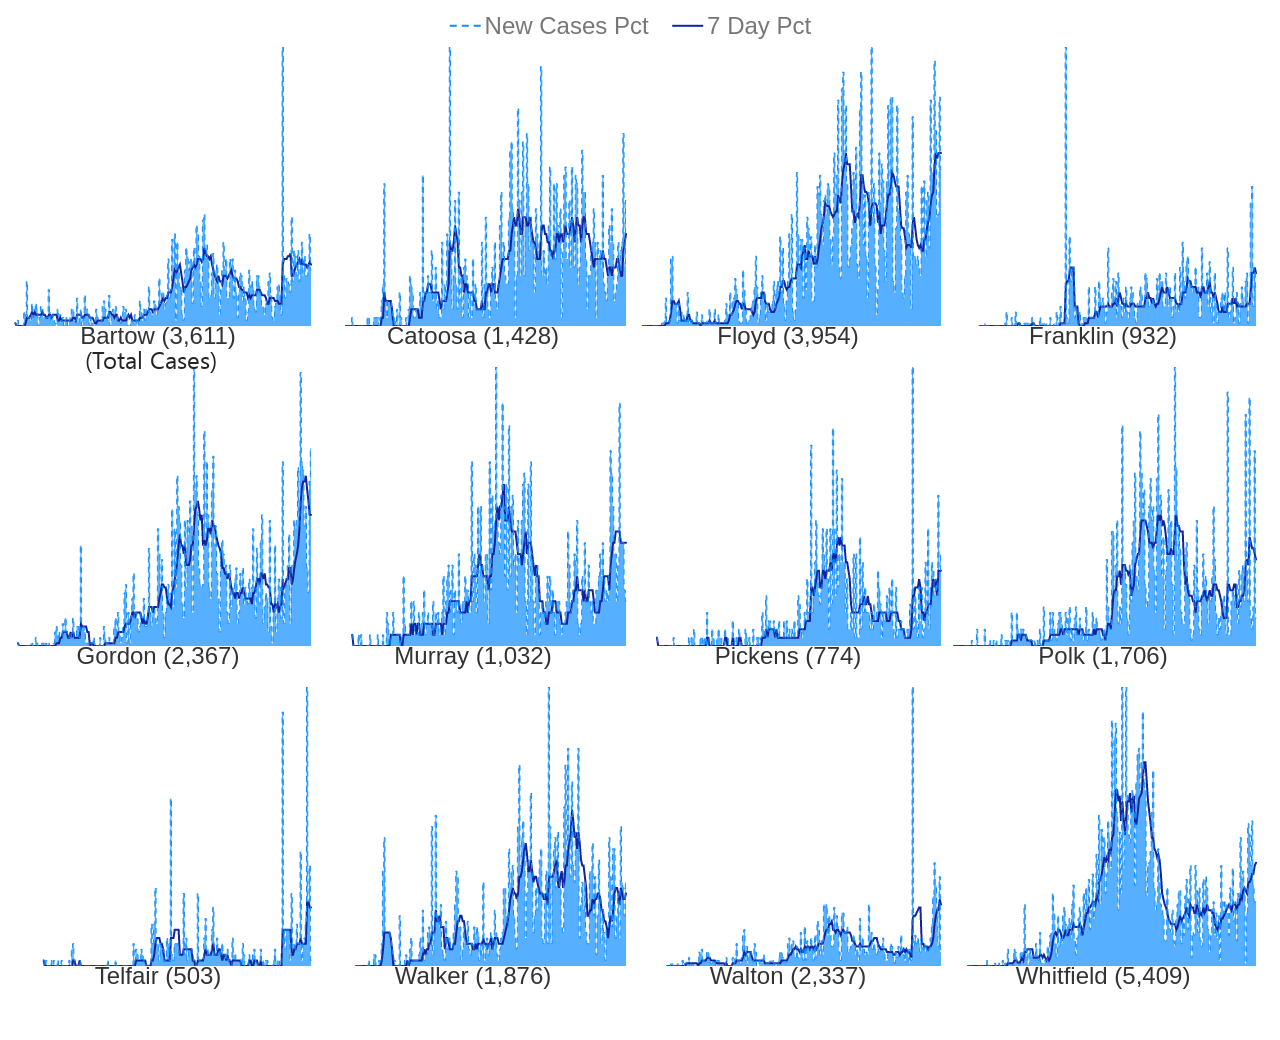 New Cases Pct 7 Day Pct
Bartow (3,611) Catoosa (1,428) Floyd (3,954) Franklin (932)
(Total Cases)
Gordon (2,367) Murray (1,032) Pickens (774) Polk (1,706)
Telfair (503) Walker (1,876) Walton (2,337) Whitfield (5,409)